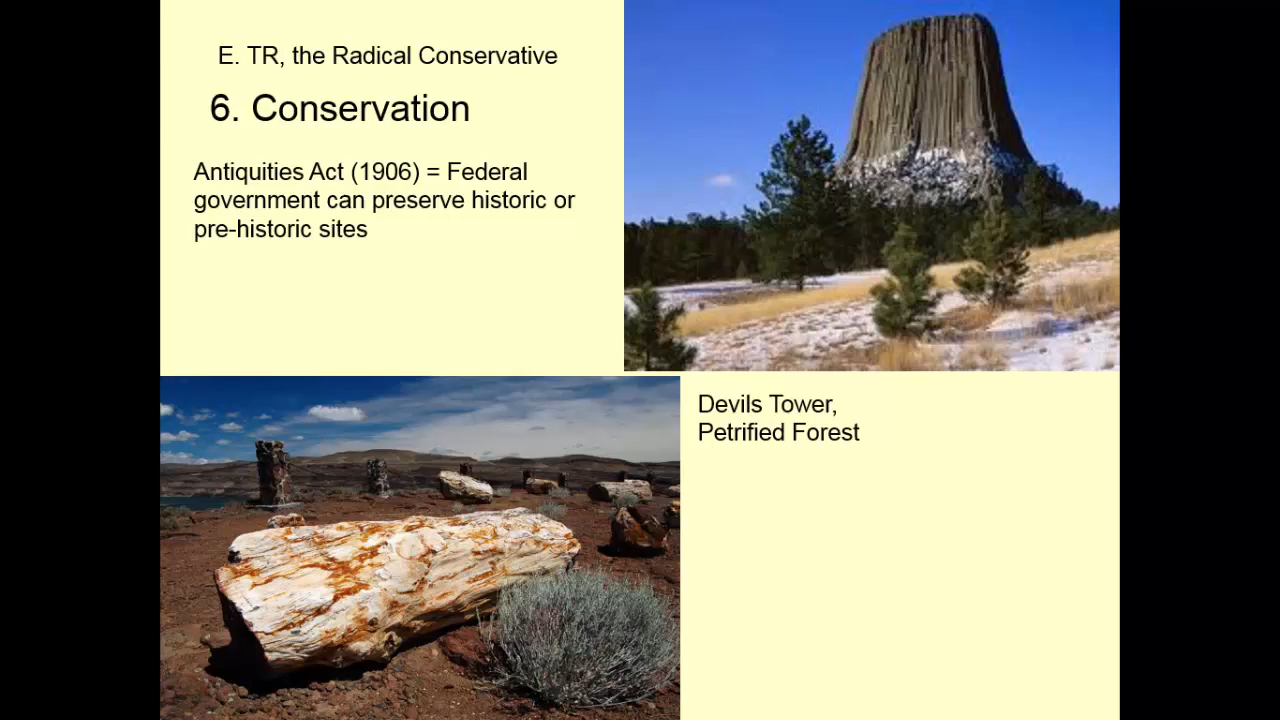 E. TR, the Radical Conservative
6. Conservation
Antiquities Act (1906) = Federal
government can preserve historic or
pre-historic sites
Devils Tower,
Petrified Forest